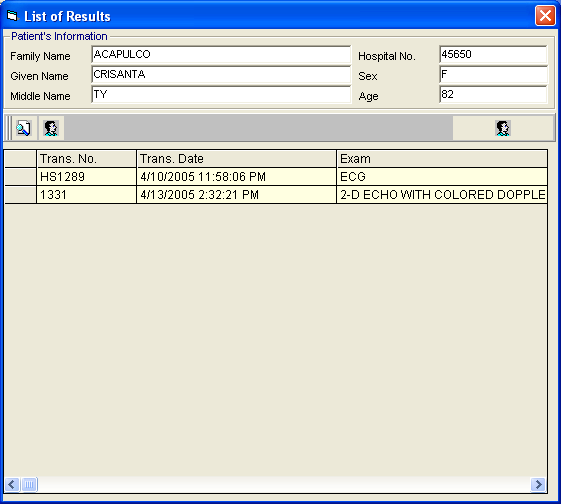 List of Results
Patient's Information
Family Name ACAPULCO Hospital No. 45650
Given Name CRISANTA Sex F
Middle Name TY Age 82
Trans. No. Trans. Date Exam
HS1289 4/10/2005 11:58:06 PM ECG
1331 4/13/2005 2:32:21 PM 2-D ECHO WITH COLORED DOPPLE